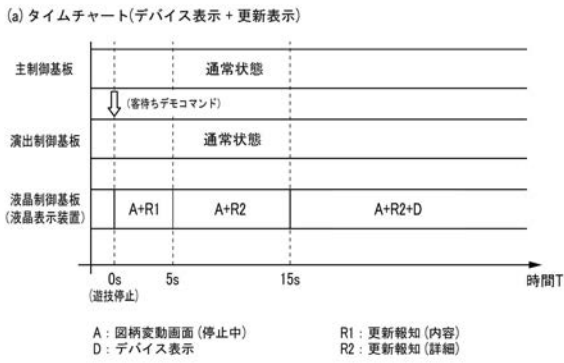 (a) タイムチャート(デバイス表示 + 更新表示)
主制御基板
通常状態
(客待ちデモコマンド)
演出制御基板
通常状態
液晶制御基板
(液晶表示装置)
A+R1
A+R2
A+R2+D
0s
5s
15s
時間T
(遊技停止)
A : 図柄変動画面(停止中)
R1 : 更新報知(内容)
D : デバイス表示
R2 : 更新報知(詳細)